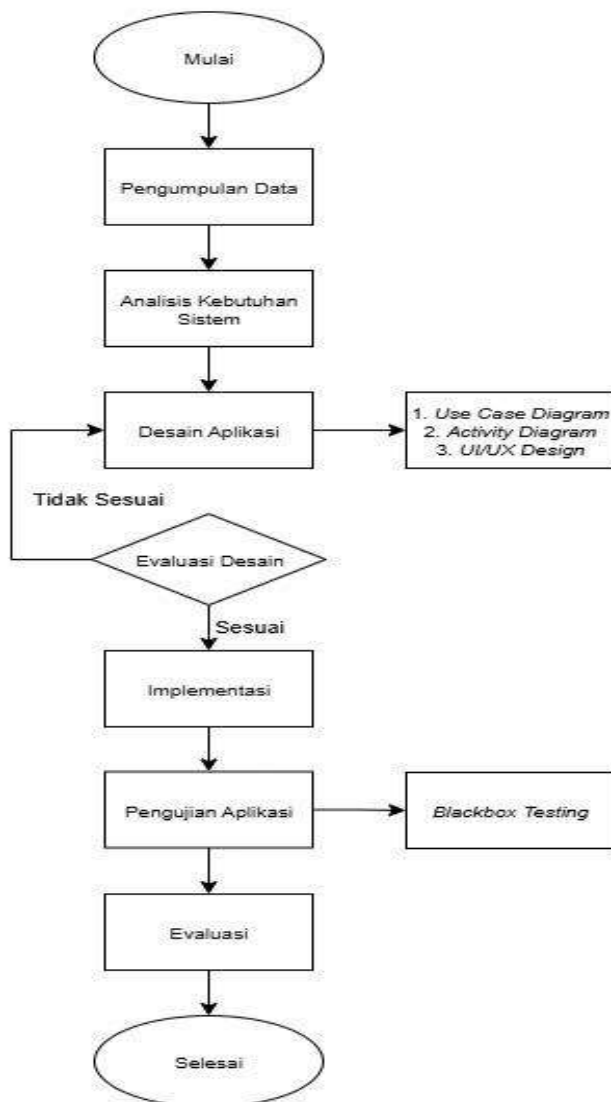 Mulai
Pengumpulan Data
Analisis Kebutuhan
Sistem
Desain Aplikasi
1. Use Case Diagram
2. Activity Diagram
3. UI/UX Design
Tidak Sesuai
Evaluasi Desain
Sesuai
Implementasi
Pengujian Aplikasi
Blackbox Testing
Evaluasi
Selesai